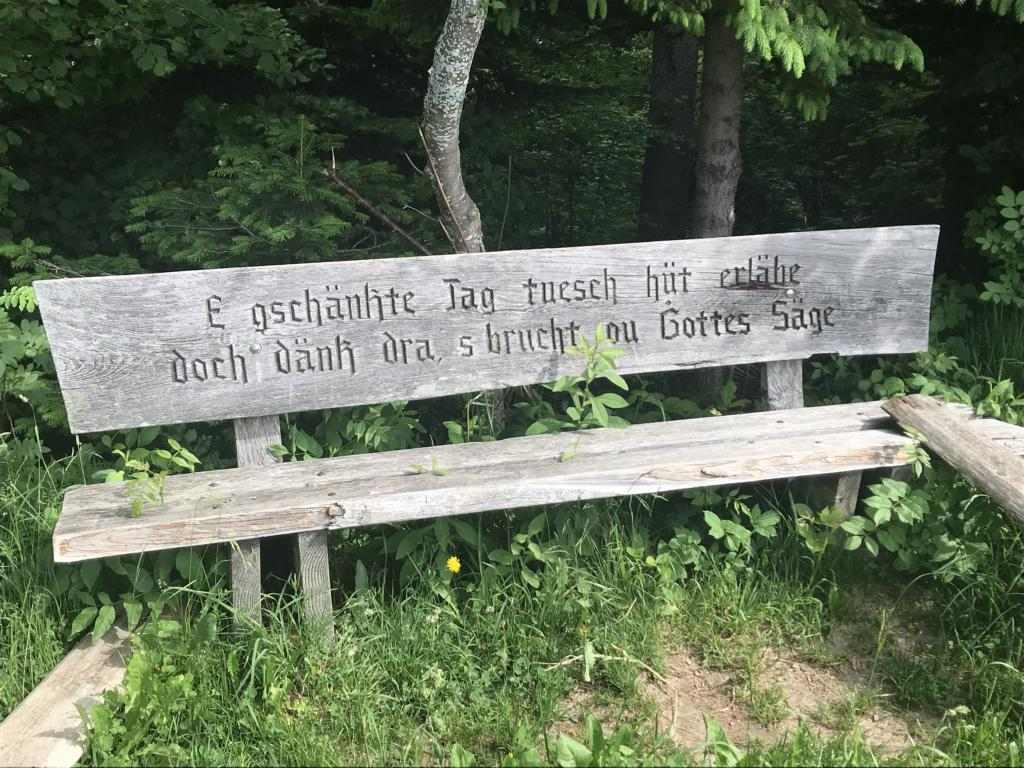 E gschänkte Tag tuesch hüt erläbe
doch dänk dra, s brucht ou Gottes Säge